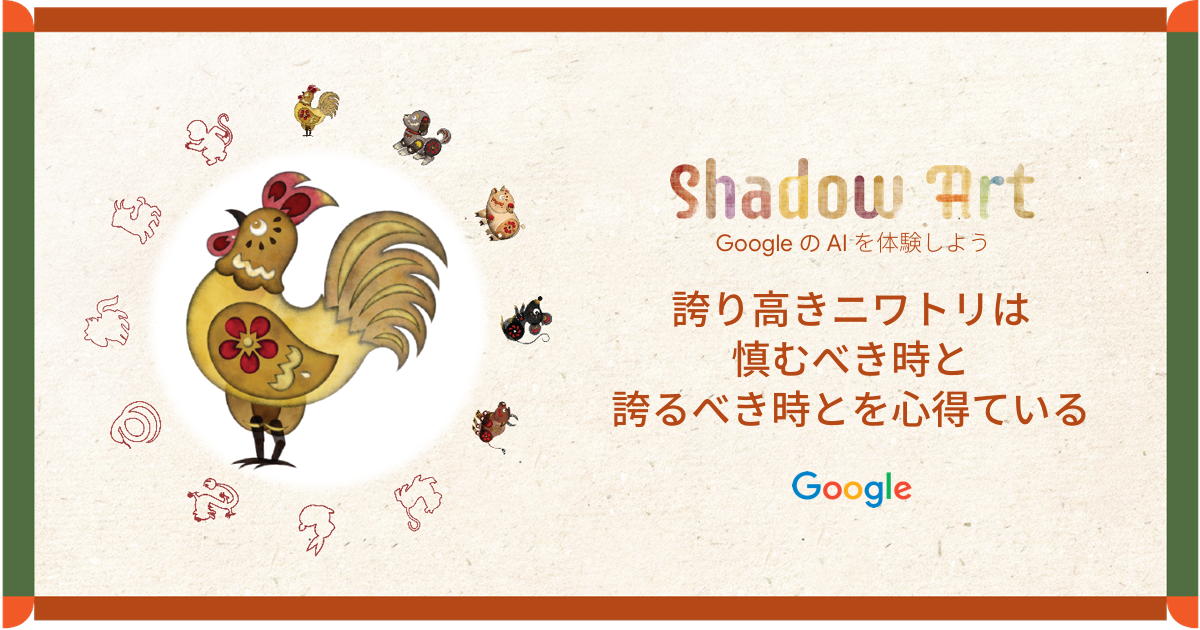 Shadow Art
Google の AI を体験しよう
誇り高きニワトリは
慎むべき時と
誇るべき時とを心得ている
Google